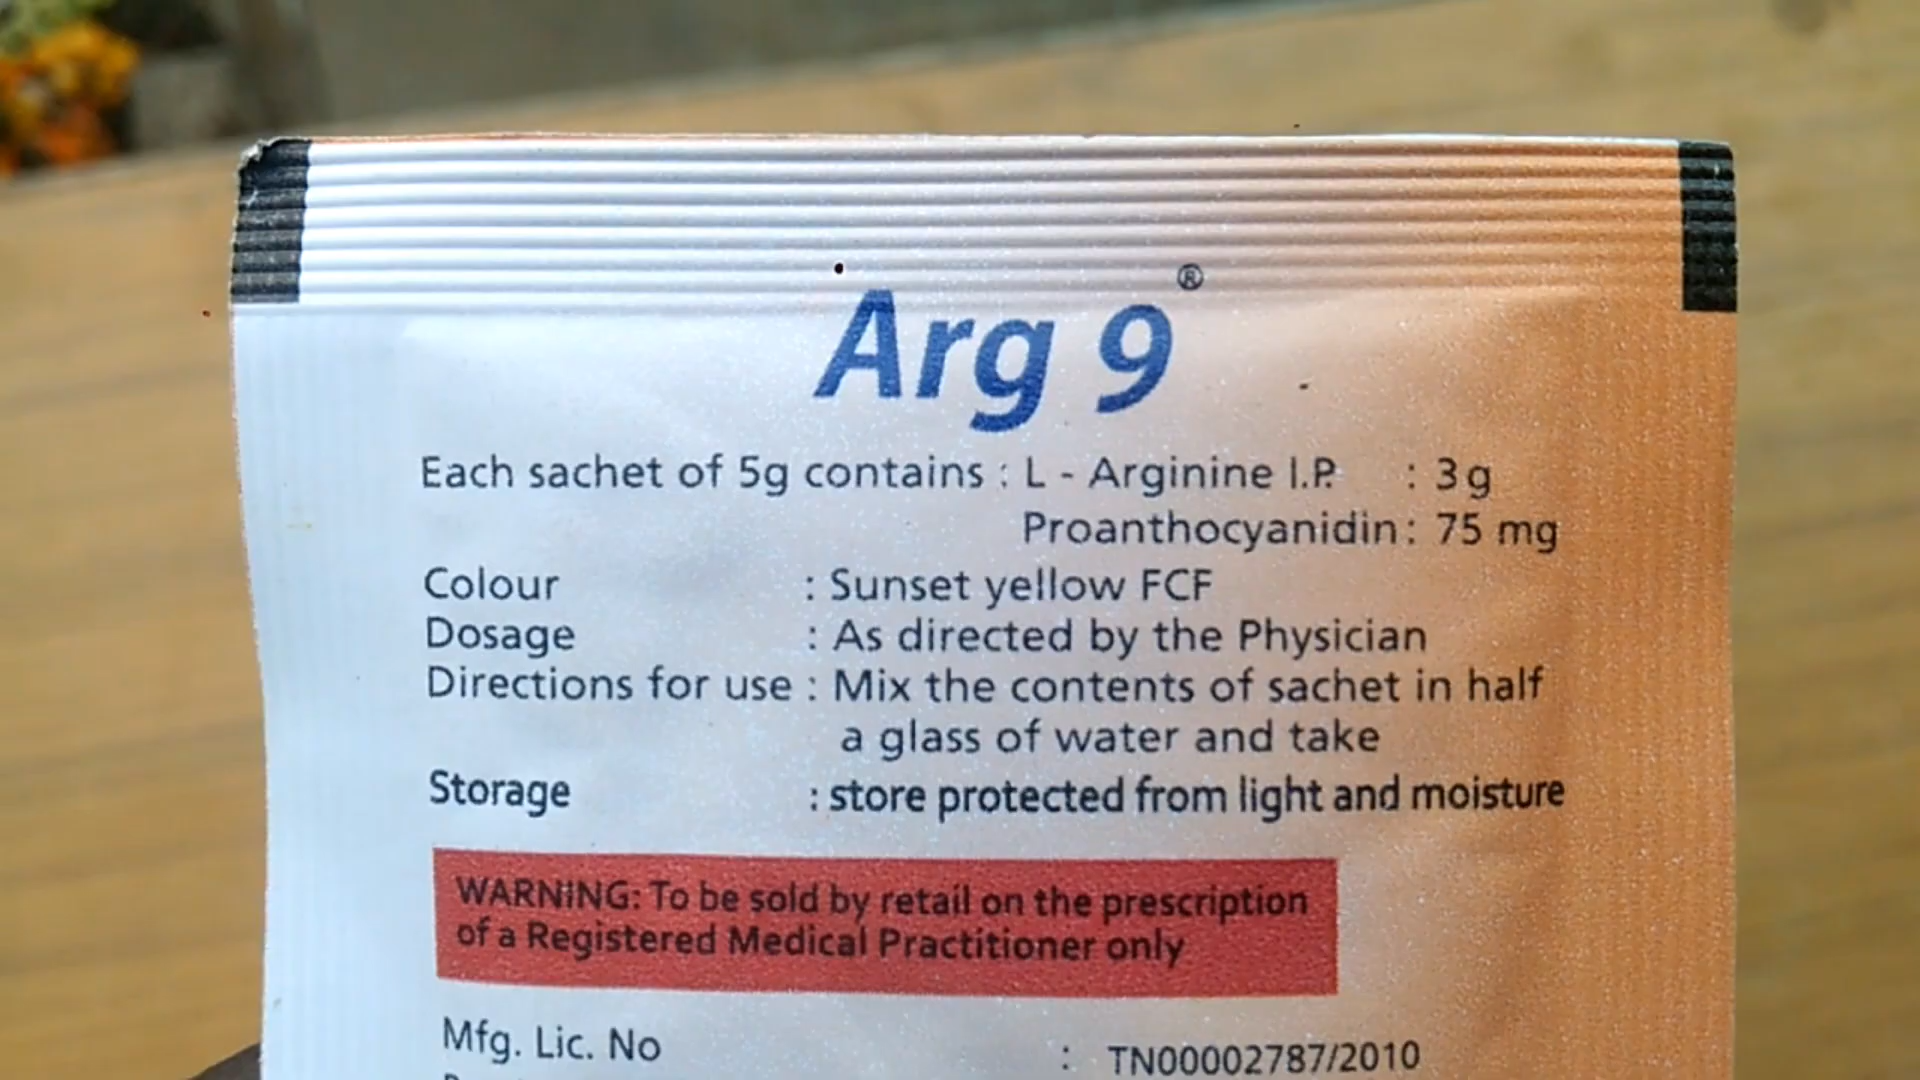 Arg 9®
Each sachet of 5g contains : L - Arginine I.P. : 3 g
Proanthocyanidin : 75 mg
Colour : Sunset yellow FCF
Dosage : As directed by the Physician
Directions for use : Mix the contents of sachet in half
a glass of water and take
Storage : store protected from light and moisture
WARNING: To be sold by retail on the prescription
of a Registered Medical Practitioner only
Mfg. Lic. No : TN00002787/2010